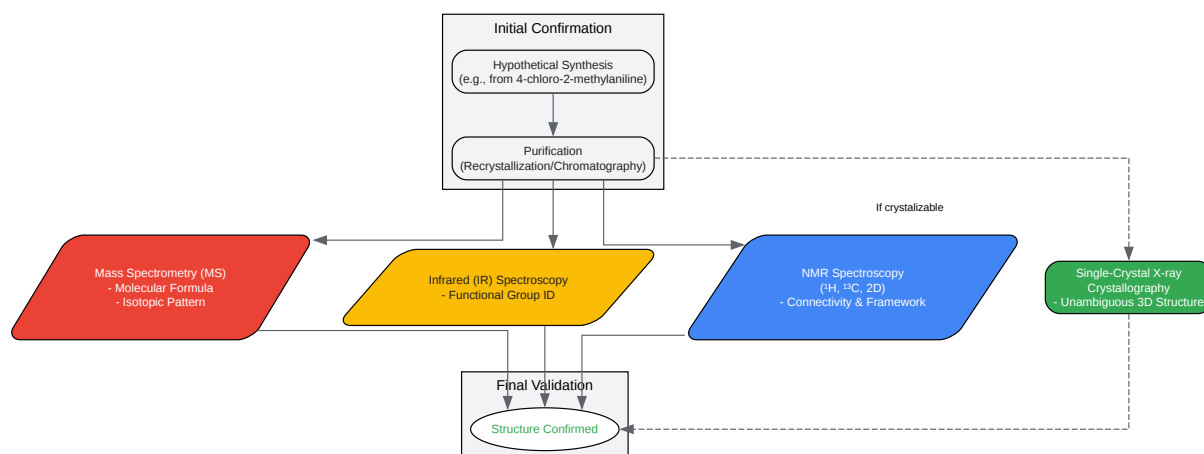 Initial Confirmation
Hypothetical Synthesis
(e.g., from 4-chloro-2-methylaniline)
Purification
(Recrystallization/Chromatography)
If crystalizable
Mass Spectrometry (MS)
- Molecular Formula
- Isotopic Pattern
Infrared (IR) Spectroscopy
- Functional Group ID
NMR Spectroscopy
(¹H, ¹³C, 2D)
- Connectivity & Framework
Single-Crystal X-ray
Crystallography
- Unambiguous 3D Structure
Final Validation
Structure Confirmed